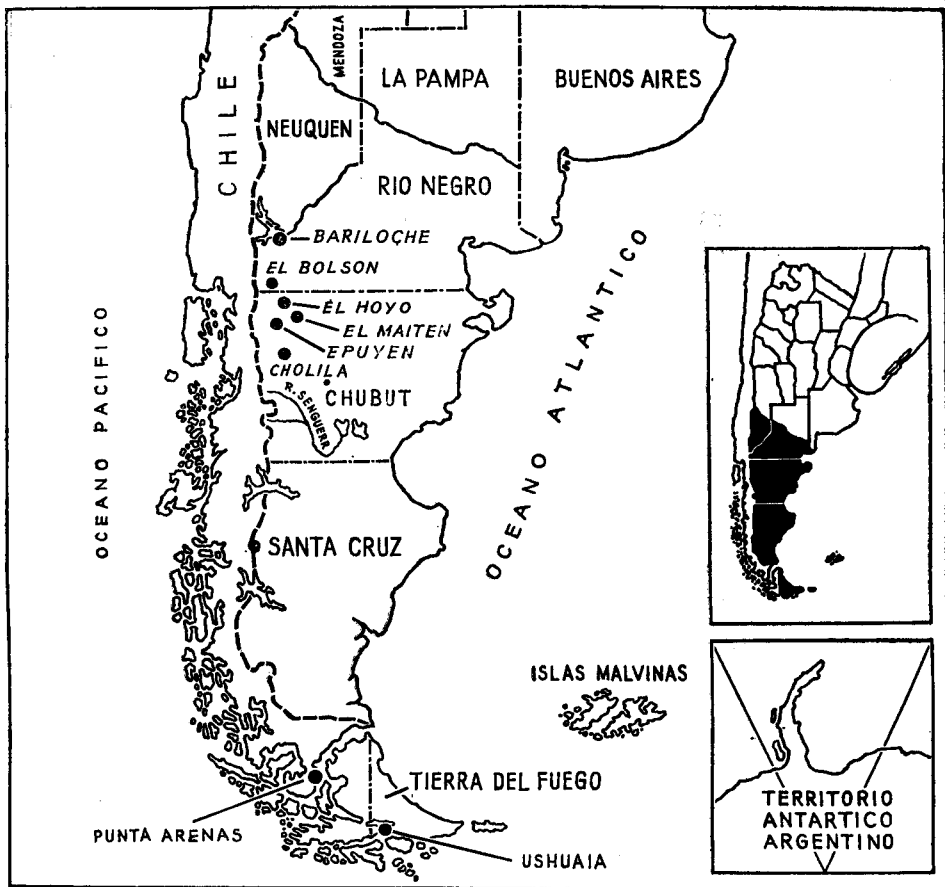 MENDOZA
LA PAMPA
BUENOS AIRES
CHILE
NEUQUEN
RIO NEGRO
BARILOCHE
EL BOLSON
EL HOYO
EL MAITEN
EPUYEN
CHOLILA
CHUBUT
R. SENGUERR
OCEANO PACIFICO
OCEANO ATLANTICO
SANTA CRUZ
ISLAS MALVINAS
TIERRA DEL FUEGO
PUNTA ARENAS
USHUAIA
TERRITORIO
ANTARTICO
ARGENTINO